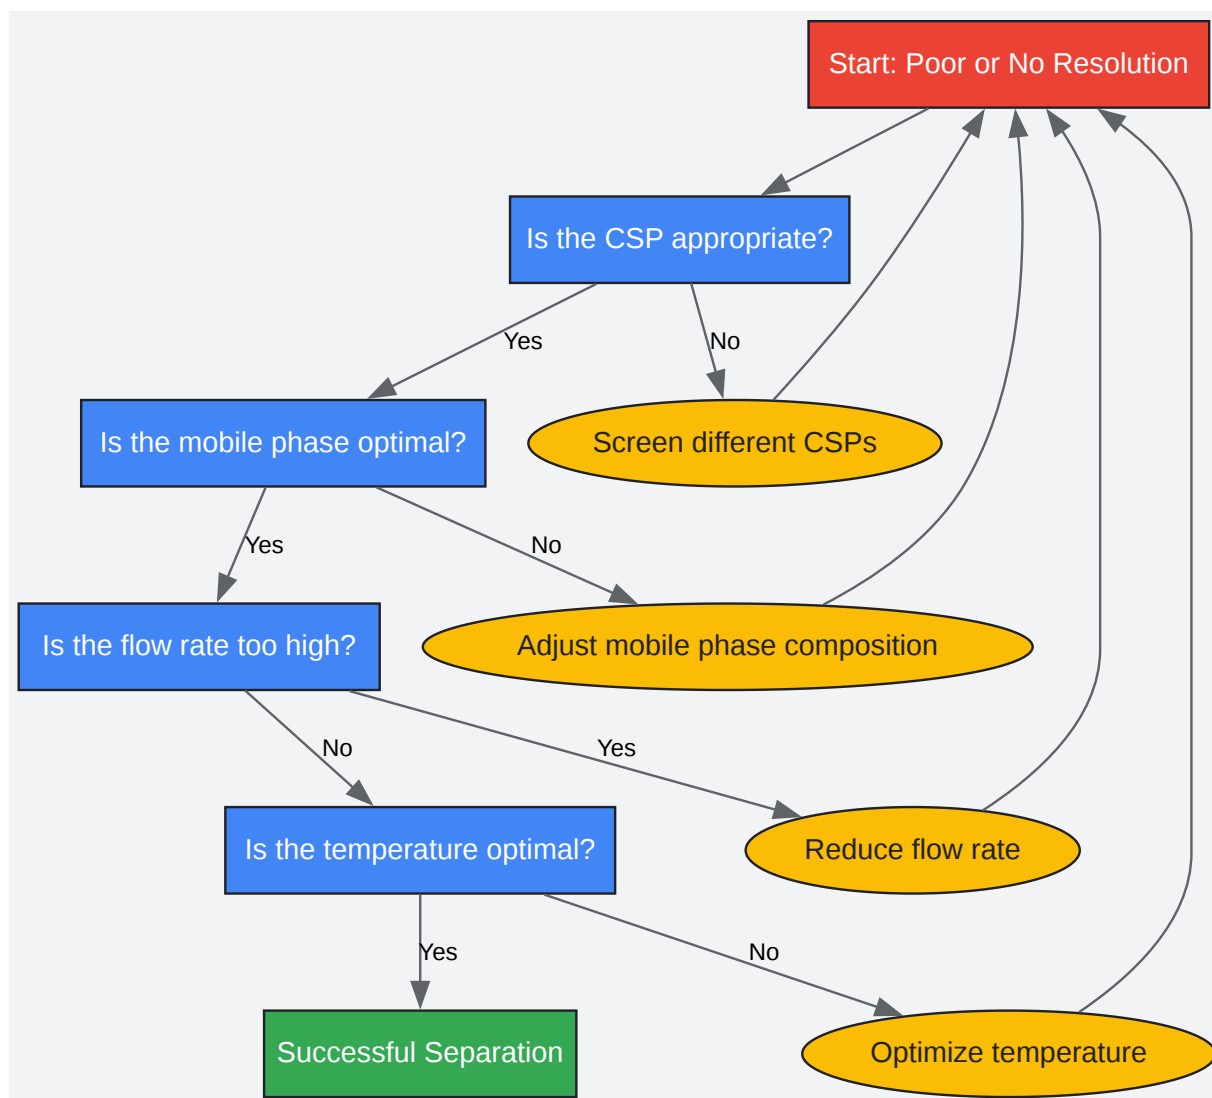 Start: Poor or No Resolution
Is the CSP appropriate?
Yes
No
Is the mobile phase optimal?
Screen different CSPs
Yes
No
Is the flow rate too high?
Adjust mobile phase composition
No
Yes
Is the temperature optimal?
Reduce flow rate
Yes
No
Successful Separation
Optimize temperature